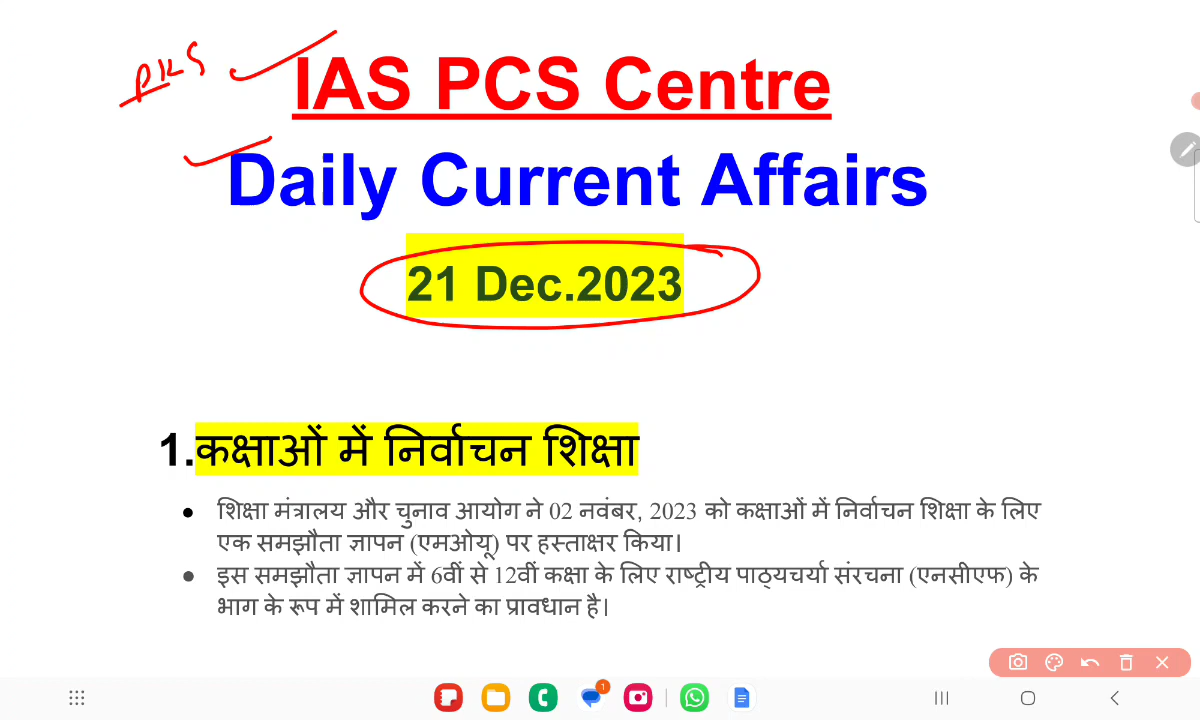 PKS
IAS PCS Centre
Daily Current Affairs
21 Dec.2023
1.कक्षाओं में निर्वाचन शिक्षा
● शिक्षा मंत्रालय और चुनाव आयोग ने 02 नवंबर, 2023 को कक्षाओं में निर्वाचन शिक्षा के लिए
एक समझौता ज्ञापन (एमओयू) पर हस्ताक्षर किया।
● इस समझौता ज्ञापन में 6वीं से 12वीं कक्षा के लिए राष्ट्रीय पाठ्यचर्या संरचना (एनसीएफ) के
भाग के रूप में शामिल करने का प्रावधान है।
1